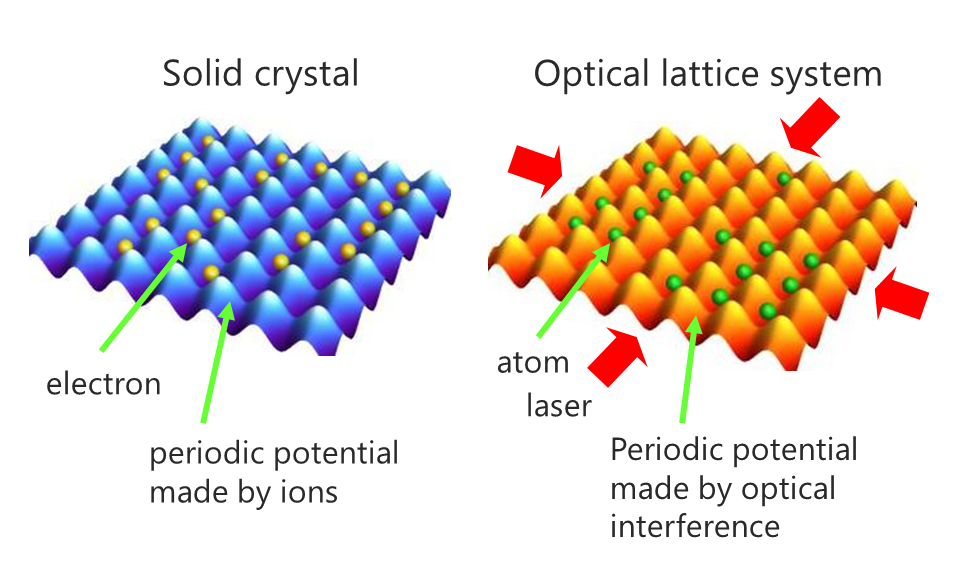 Solid crystal
Optical lattice system
electron
periodic potential
made by ions
atom
laser
Periodic potential
made by optical
interference